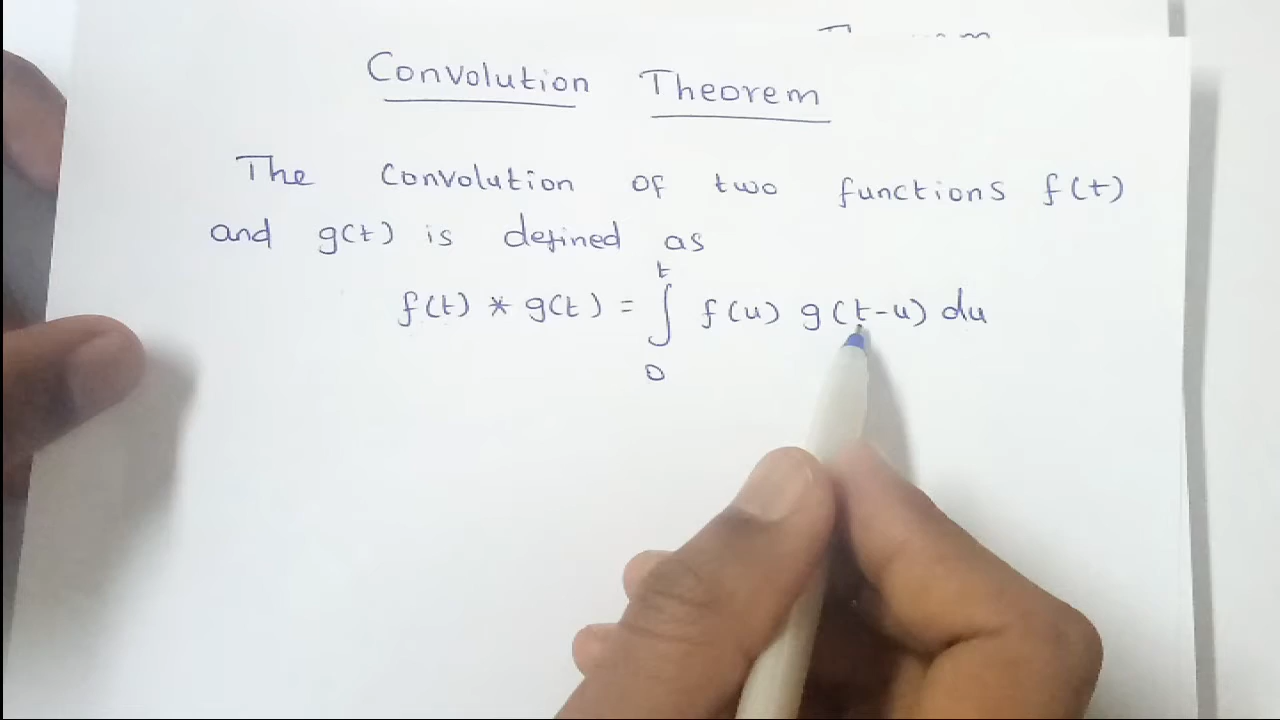 Convolution Theorem
The Convolution of two functions f(t)
and g(t) is defined as
f(t) * g(t) = ∫₀ᵗ f(u) g(t-u) du